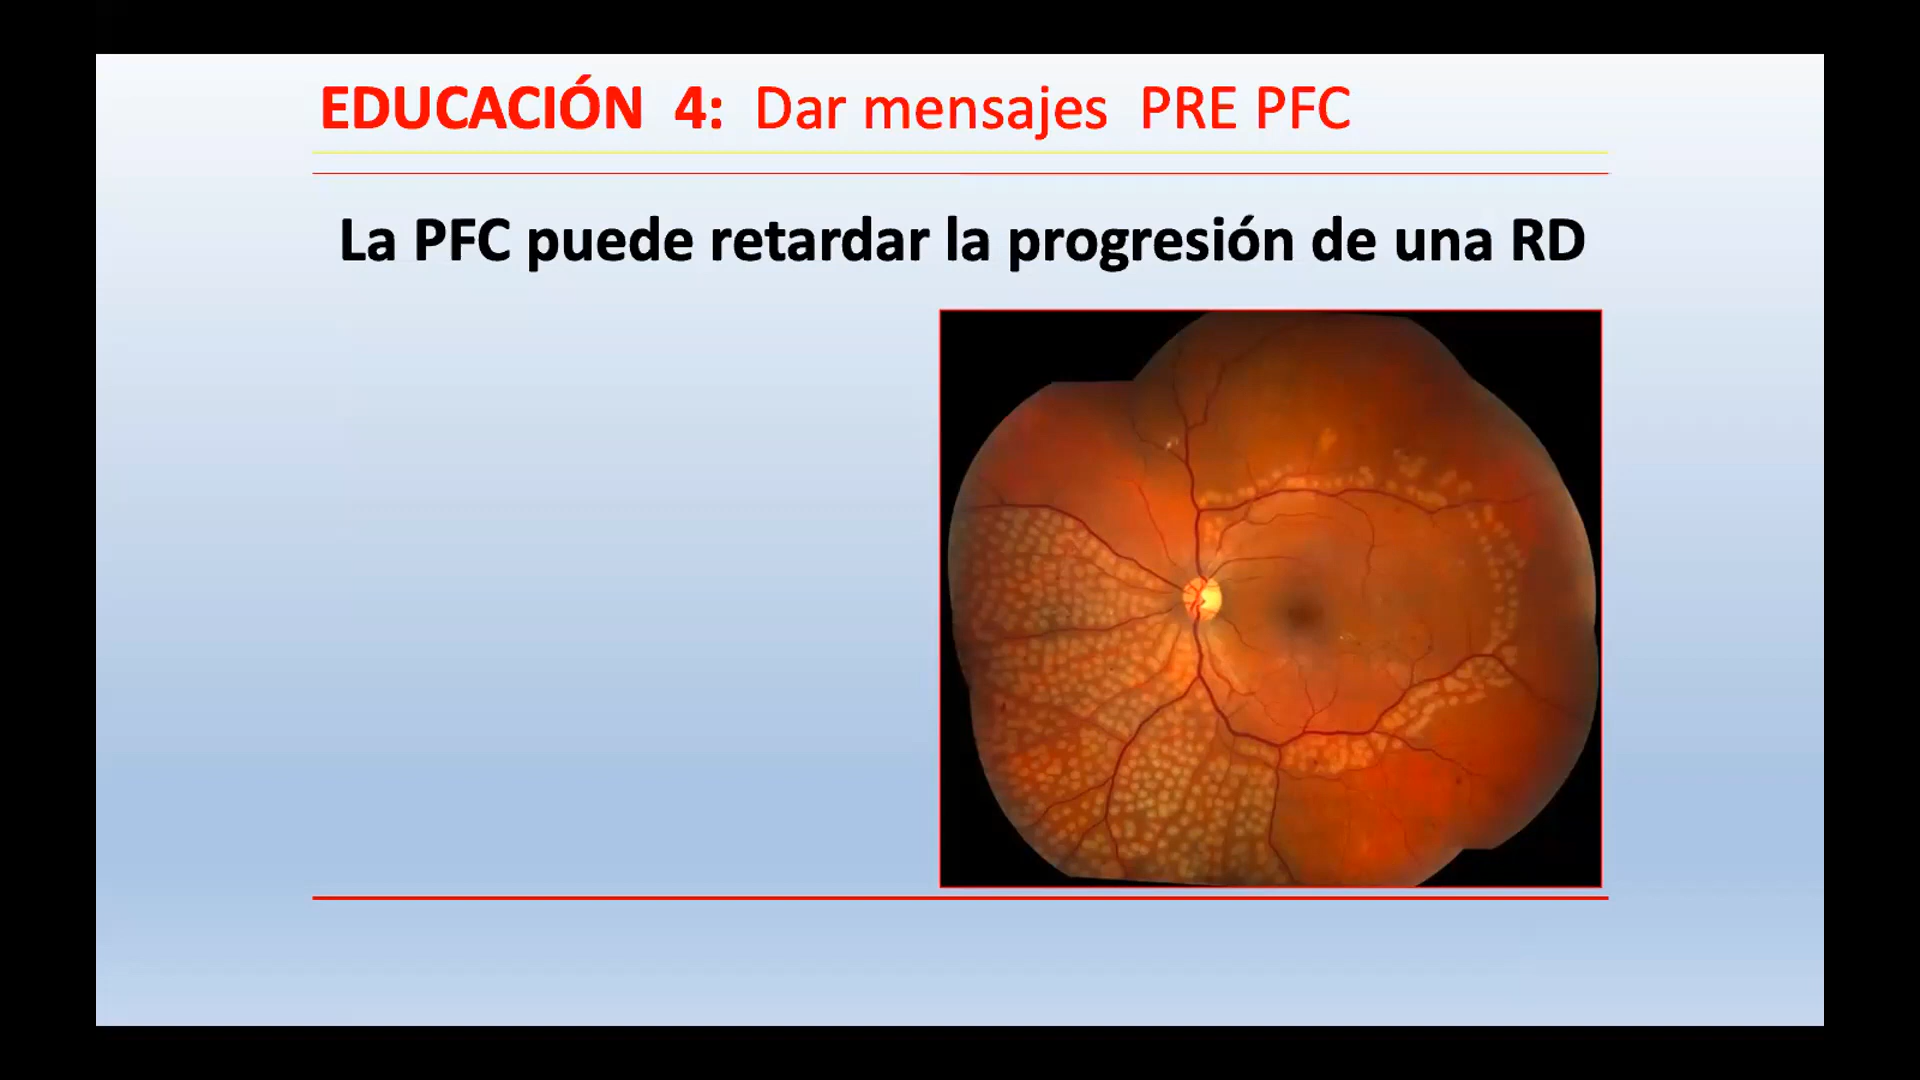 EDUCACIÓN 4: Dar mensajes PRE PFC
La PFC puede retardar la progresión de una RD